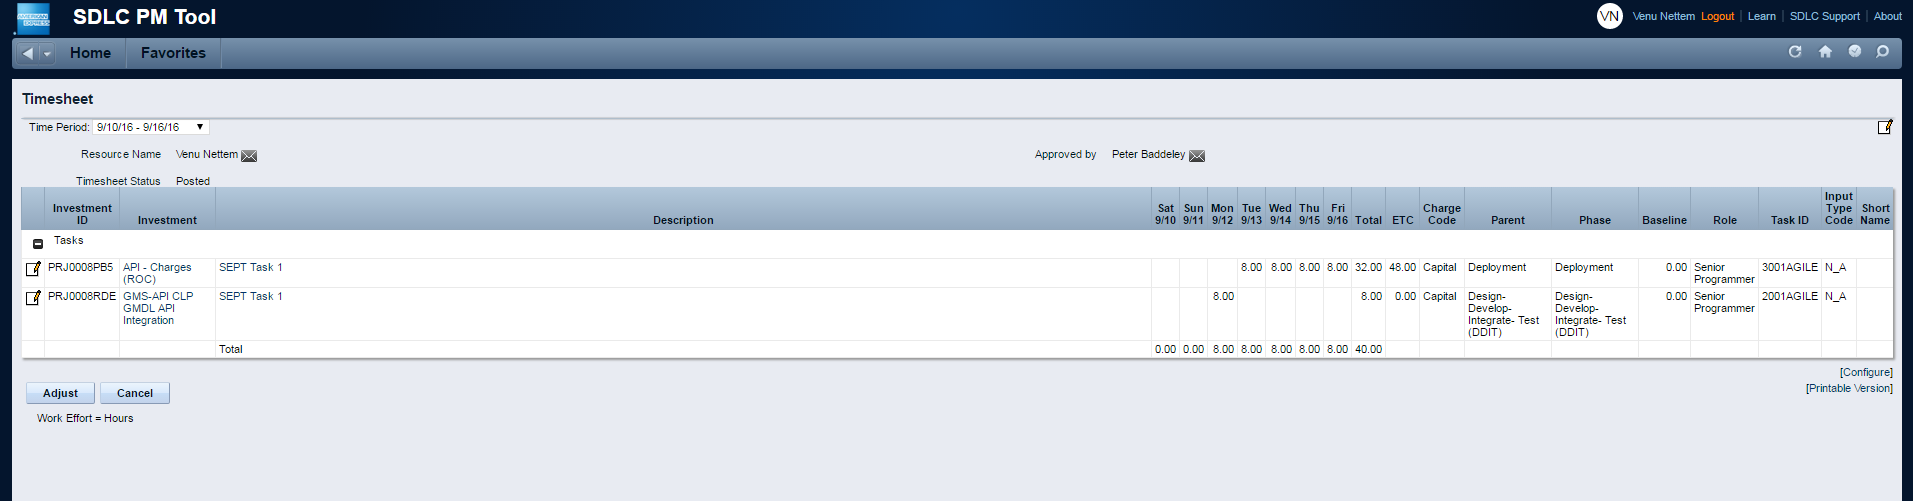 AMERICAN EXPRESS
SDLC PM Tool
VN Venu Nettem Logout Learn SDLC Support About
Home Favorites
Timesheet
Time Period: 9/10/16 - 9/16/16
Resource Name Venu Nettem Approved by Peter Baddeley
Timesheet Status Posted
Investment ID Investment Description Sat 9/10 Sun 9/11 Mon 9/12 Tue 9/13 Wed 9/14 Thu 9/15 Fri 9/16 Total ETC Charge Code Parent Phase Baseline Role Task ID Input Type Code Short Name
Tasks
PRJ0008PB5 API - Charges (ROC) SEPT Task 1 8.00 8.00 8.00 8.00 32.00 48.00 Capital Deployment Deployment 0.00 Senior Programmer 3001AGILE N_A
PRJ0008RDE GMS-API CLP GMDL API Integration SEPT Task 1 8.00 8.00 0.00 Capital Design-Develop-Integrate- Test (DDIT) Design-Develop-Integrate- Test (DDIT) 0.00 Senior Programmer 2001AGILE N_A
Total 0.00 0.00 8.00 8.00 8.00 8.00 8.00 40.00
[Configure]
[Printable Version]
Adjust Cancel
Work Effort = Hours